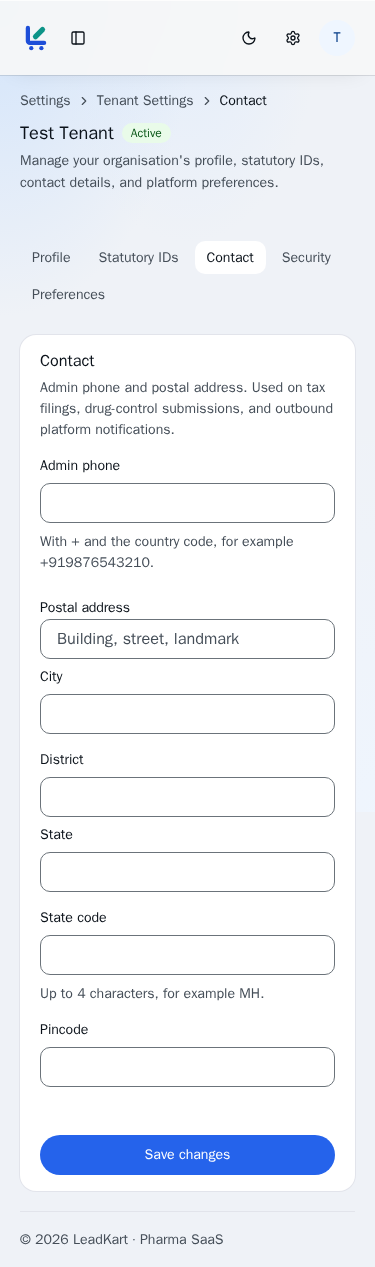 T
Settings > Tenant Settings > Contact
Test Tenant Active
Manage your organisation's profile, statutory IDs,
contact details, and platform preferences.
Profile Statutory IDs Contact Security
Preferences
Contact
Admin phone and postal address. Used on tax
filings, drug-control submissions, and outbound
platform notifications.
Admin phone
With + and the country code, for example
+919876543210.
Postal address
Building, street, landmark
City
District
State
State code
Up to 4 characters, for example MH.
Pincode
Save changes
© 2026 LeadKart · Pharma SaaS